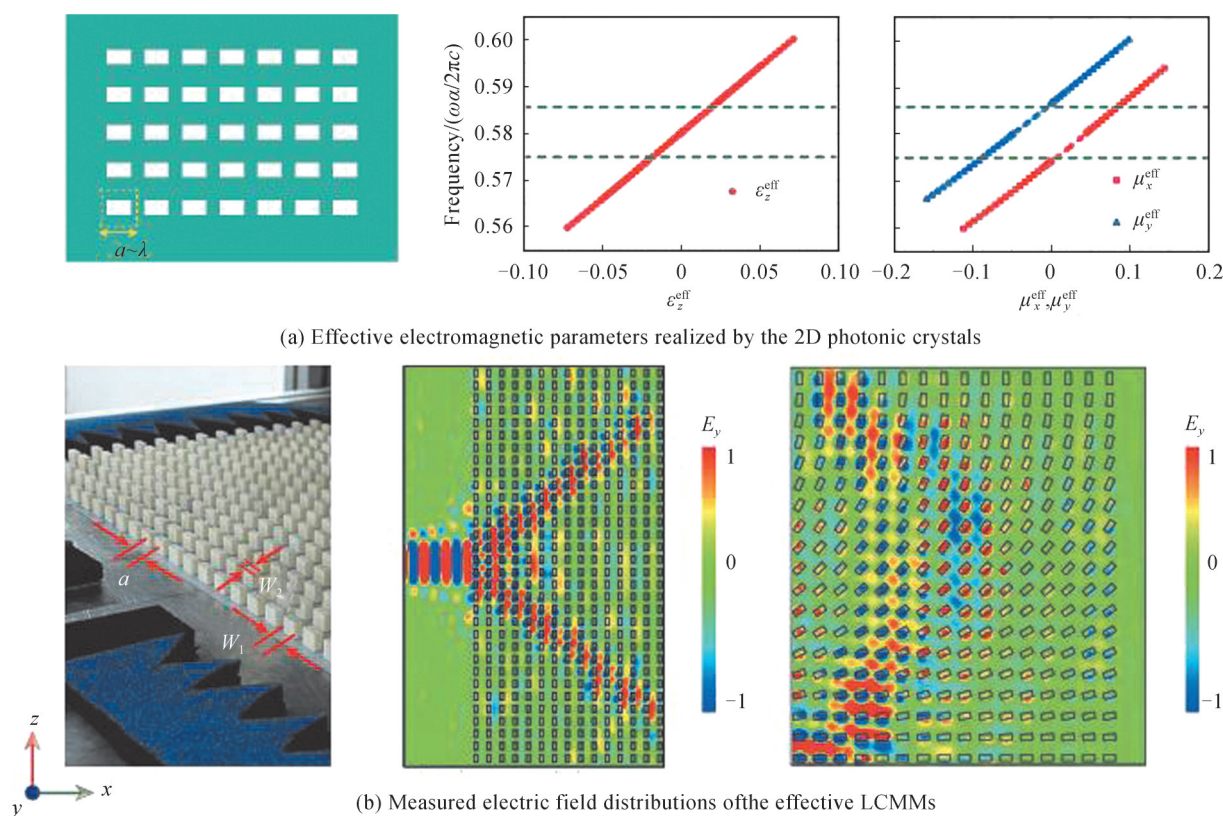 a~λ
Frequency/(ωa/2πc)
0.60
0.59
0.58
0.57
0.56
−0.10 −0.05 0 0.05 0.10
ε_z^eff
ε_z^eff
μ_x^eff
μ_y^eff
−0.2 −0.1 0 0.1 0.2
μ_x^eff,μ_y^eff
(a) Effective electromagnetic parameters realized by the 2D photonic crystals
a
W_2
W_1
z
y
x
E_y
1
0
−1
E_y
1
0
−1
(b) Measured electric field distributions ofthe effective LCMMs